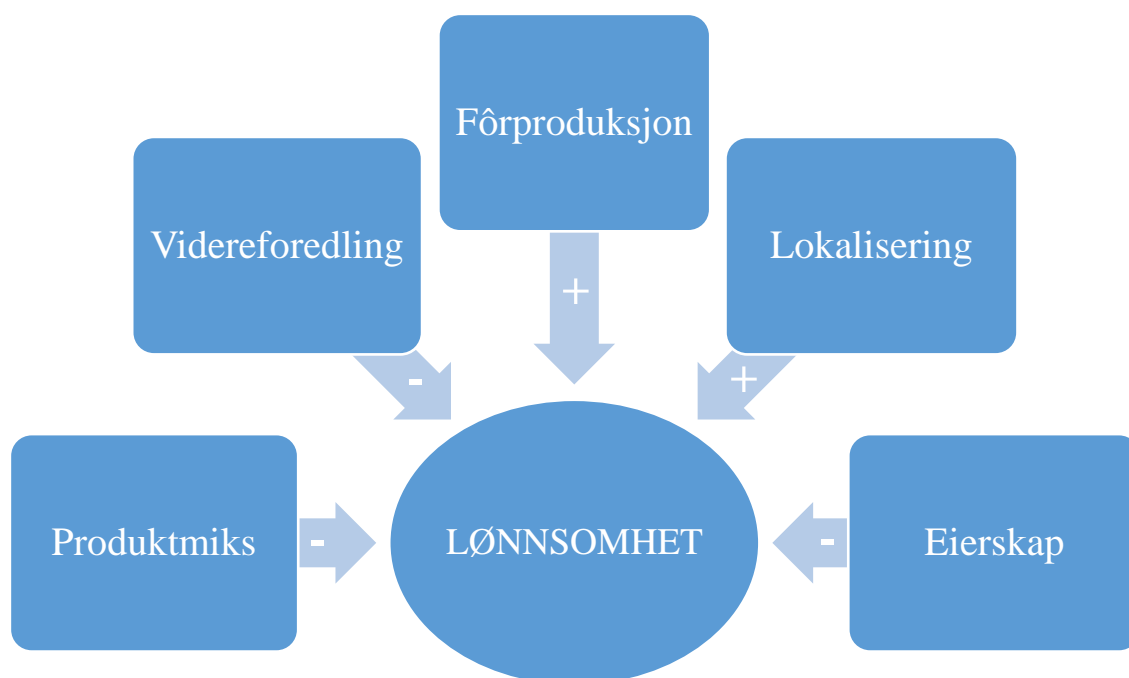 Fôrproduksjon
Videreforedling
Lokalisering
+
-
+
Produktmiks
-
LØNNSOMHET
-
Eierskap